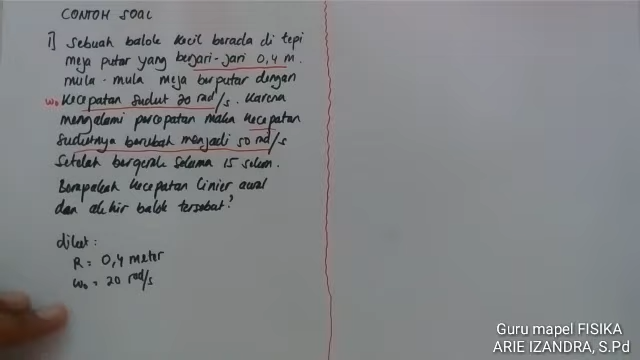 CONTOH SOAL
1] Sebuah balok kecil berada di tepi
meja putar yang berjari-jari 0,4 m.
mula-mula meja berputar dengan
ω₀ kecepatan sudut 20 rad/s. Karena
mengalami percepatan maka kecepatan
sudutnya berubah menjadi 50 rad/s
Setelah bergerak selama 15 sekon.
Berapakah kecepatan linier awal
dan akhir balok tersebut?
diket:
R = 0,4 meter
ω₀ = 20 rad/s
Guru mapel FISIKA
ARIE IZANDRA, S.Pd